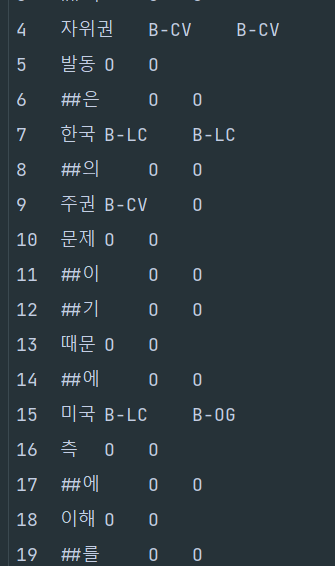 4 자위권 B-CV B-CV
5 발동 O O
6 ##은 O O
7 한국 B-LC B-LC
8 ##의 O O
9 주권 B-CV O
10 문제 O O
11 ##이 O O
12 ##기 O O
13 때문 O O
14 ##에 O O
15 미국 B-LC B-OG
16 측 O O
17 ##에 O O
18 이해 O O
19 ##를 O O